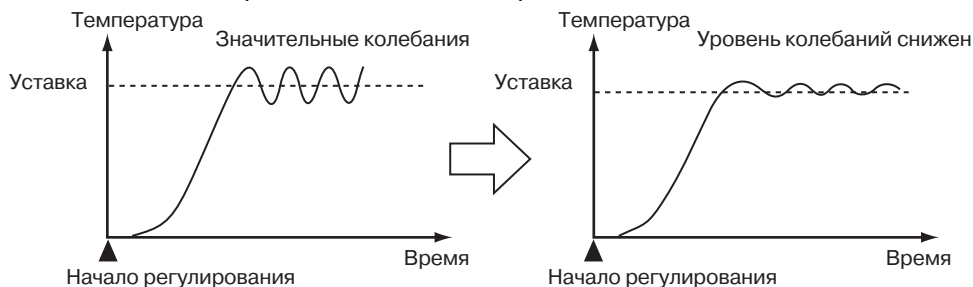 Температура
Значительные колебания
Уставка
Время
Начало регулирования
Температура
Уровень колебаний снижен
Уставка
Время
Начало регулирования